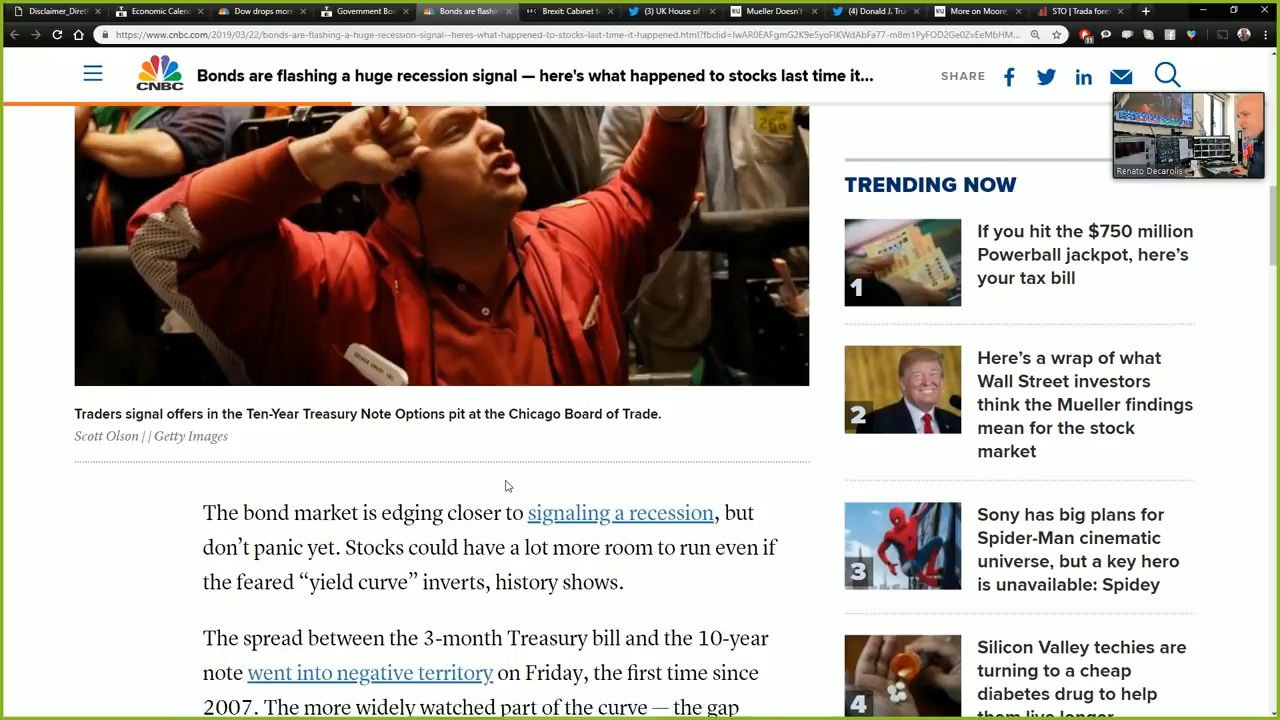 Disclaimer_Diret
Economic Calen
Dow drops more
Government Bo
Bonds are flashi
Brexit: Cabinet t
(3) UK House of
Mueller Doesn't
(4) Donald J. Tru
More on Moore,
STO | Trada fore
https://www.cnbc.com/2019/03/22/bonds-are-flashing-a-huge-recession-signal--heres-what-happened-to-stocks-last-time-it-happened.html?fbclid=
CNBC
Bonds are flashing a huge recession signal — here's what happened to stocks last time it...
SHARE
Renato Decarolis
Traders signal offers in the Ten-Year Treasury Note Options pit at the Chicago Board of Trade.
Scott Olson | | Getty Images
The bond market is edging closer to signaling a recession, but
don’t panic yet. Stocks could have a lot more room to run even if
the feared “yield curve” inverts, history shows.
The spread between the 3-month Treasury bill and the 10-year
note went into negative territory on Friday, the first time since
2007. The more widely watched part of the curve — the gap
TRENDING NOW
1
If you hit the $750 million
Powerball jackpot, here’s
your tax bill
2
Here’s a wrap of what
Wall Street investors
think the Mueller findings
mean for the stock
market
3
Sony has big plans for
Spider-Man cinematic
universe, but a key hero
is unavailable: Spidey
4
Silicon Valley techies are
turning to a cheap
diabetes drug to help
them live longer